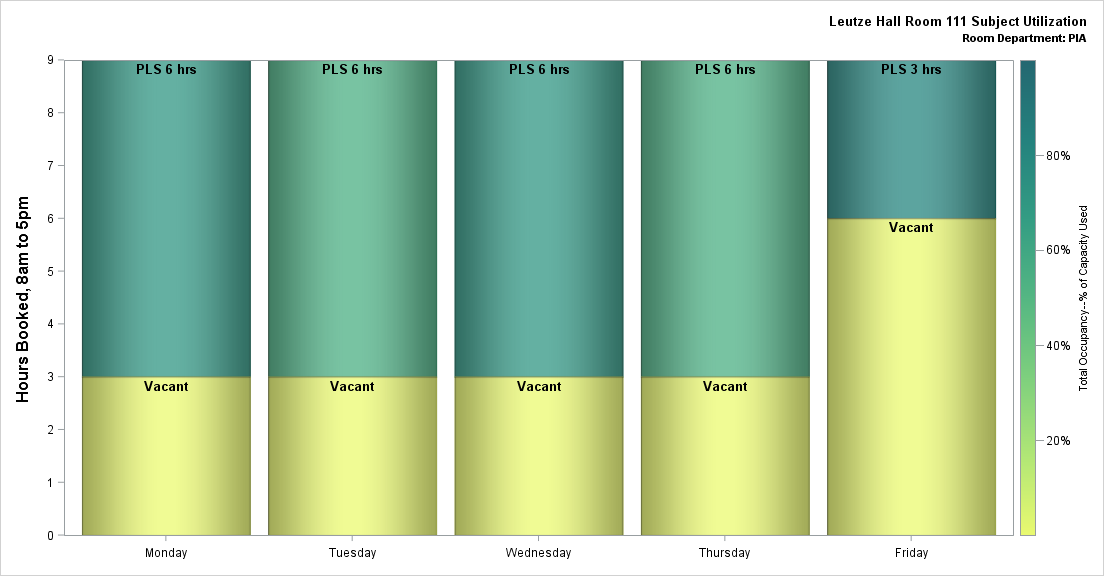 Leutze Hall Room 111 Subject Utilization
Room Department: PIA
Hours Booked, 8am to 5pm
9
8
7
6
5
4
3
2
1
0
PLS 6 hrs
Vacant
PLS 6 hrs
Vacant
PLS 6 hrs
Vacant
PLS 6 hrs
Vacant
PLS 3 hrs
Vacant
Monday
Tuesday
Wednesday
Thursday
Friday
80%
60%
40%
20%
Total Occupancy--% of Capacity Used